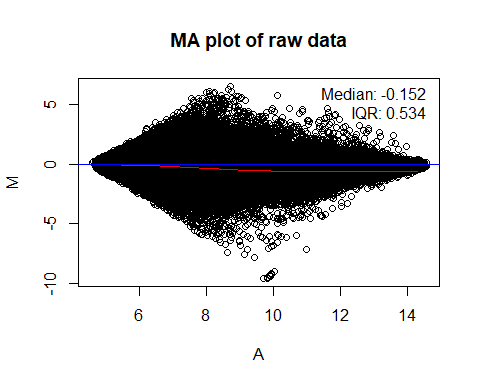 MA plot of raw data
Median: -0.152
IQR: 0.534
5
0
-5
-10
M
6 8 10 12 14
A